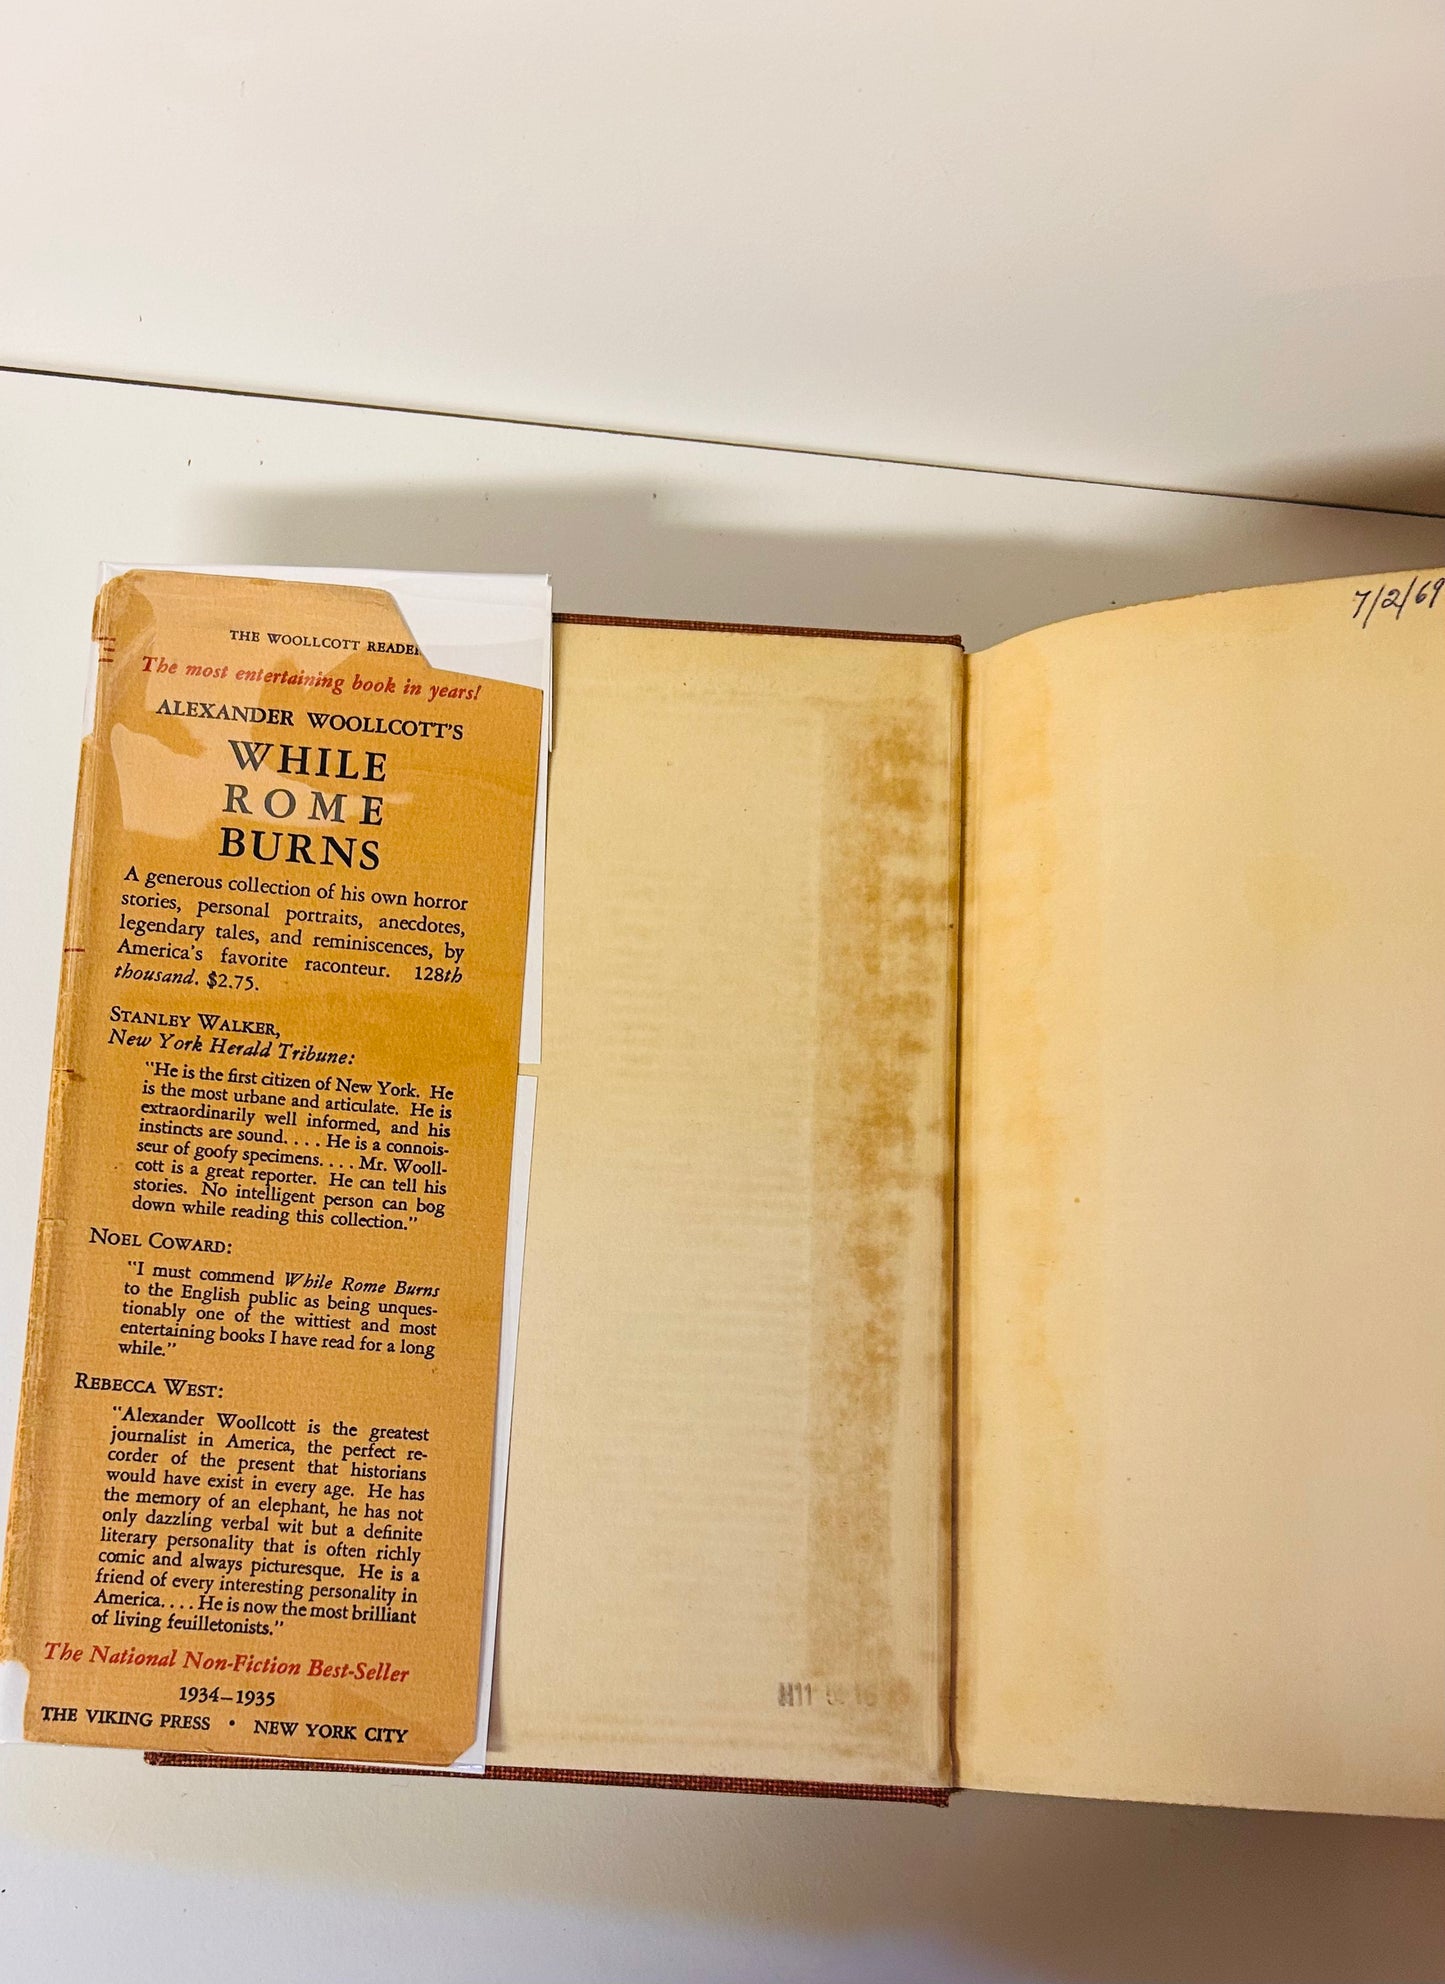 THE WOOLLCOTT READE
The most entertaining book in years!
ALEXANDER WOOLLCOTT'S
WHILE
ROME
BURNS
A generous collection of his own horror
stories, personal portraits, anecdotes,
legendary tales, and reminiscences, by
America's favorite raconteur. 128th
thousand. $2.75.
STANLEY WALKER,
New York Herald Tribune:
"He is the first citizen of New York. He
is the most urbane and articulate. He is
extraordinarily well informed, and his
instincts are sound. . . . He is a connois-
seur of goofy specimens. . . . Mr. Wooll-
cott is a great reporter. He can tell his
stories. No intelligent person can bog
down while reading this collection."
NOEL COWARD:
"I must commend While Rome Burns
to the English public as being unques-
tionably one of the wittiest and most
entertaining books I have read for a long
while."
REBECCA WEST:
"Alexander Woollcott is the greatest
journalist in America, the perfect re-
corder of the present that historians
would have exist in every age. He has
the memory of an elephant, he has not
only dazzling verbal wit but a definite
literary personality that is often richly
comic and always picturesque. He is a
friend of every interesting personality in
America. . . . He is now the most brilliant
of living feuilletonists."
The National Non-Fiction Best-Seller
1934–1935
THE VIKING PRESS • NEW YORK CITY
7/2/69